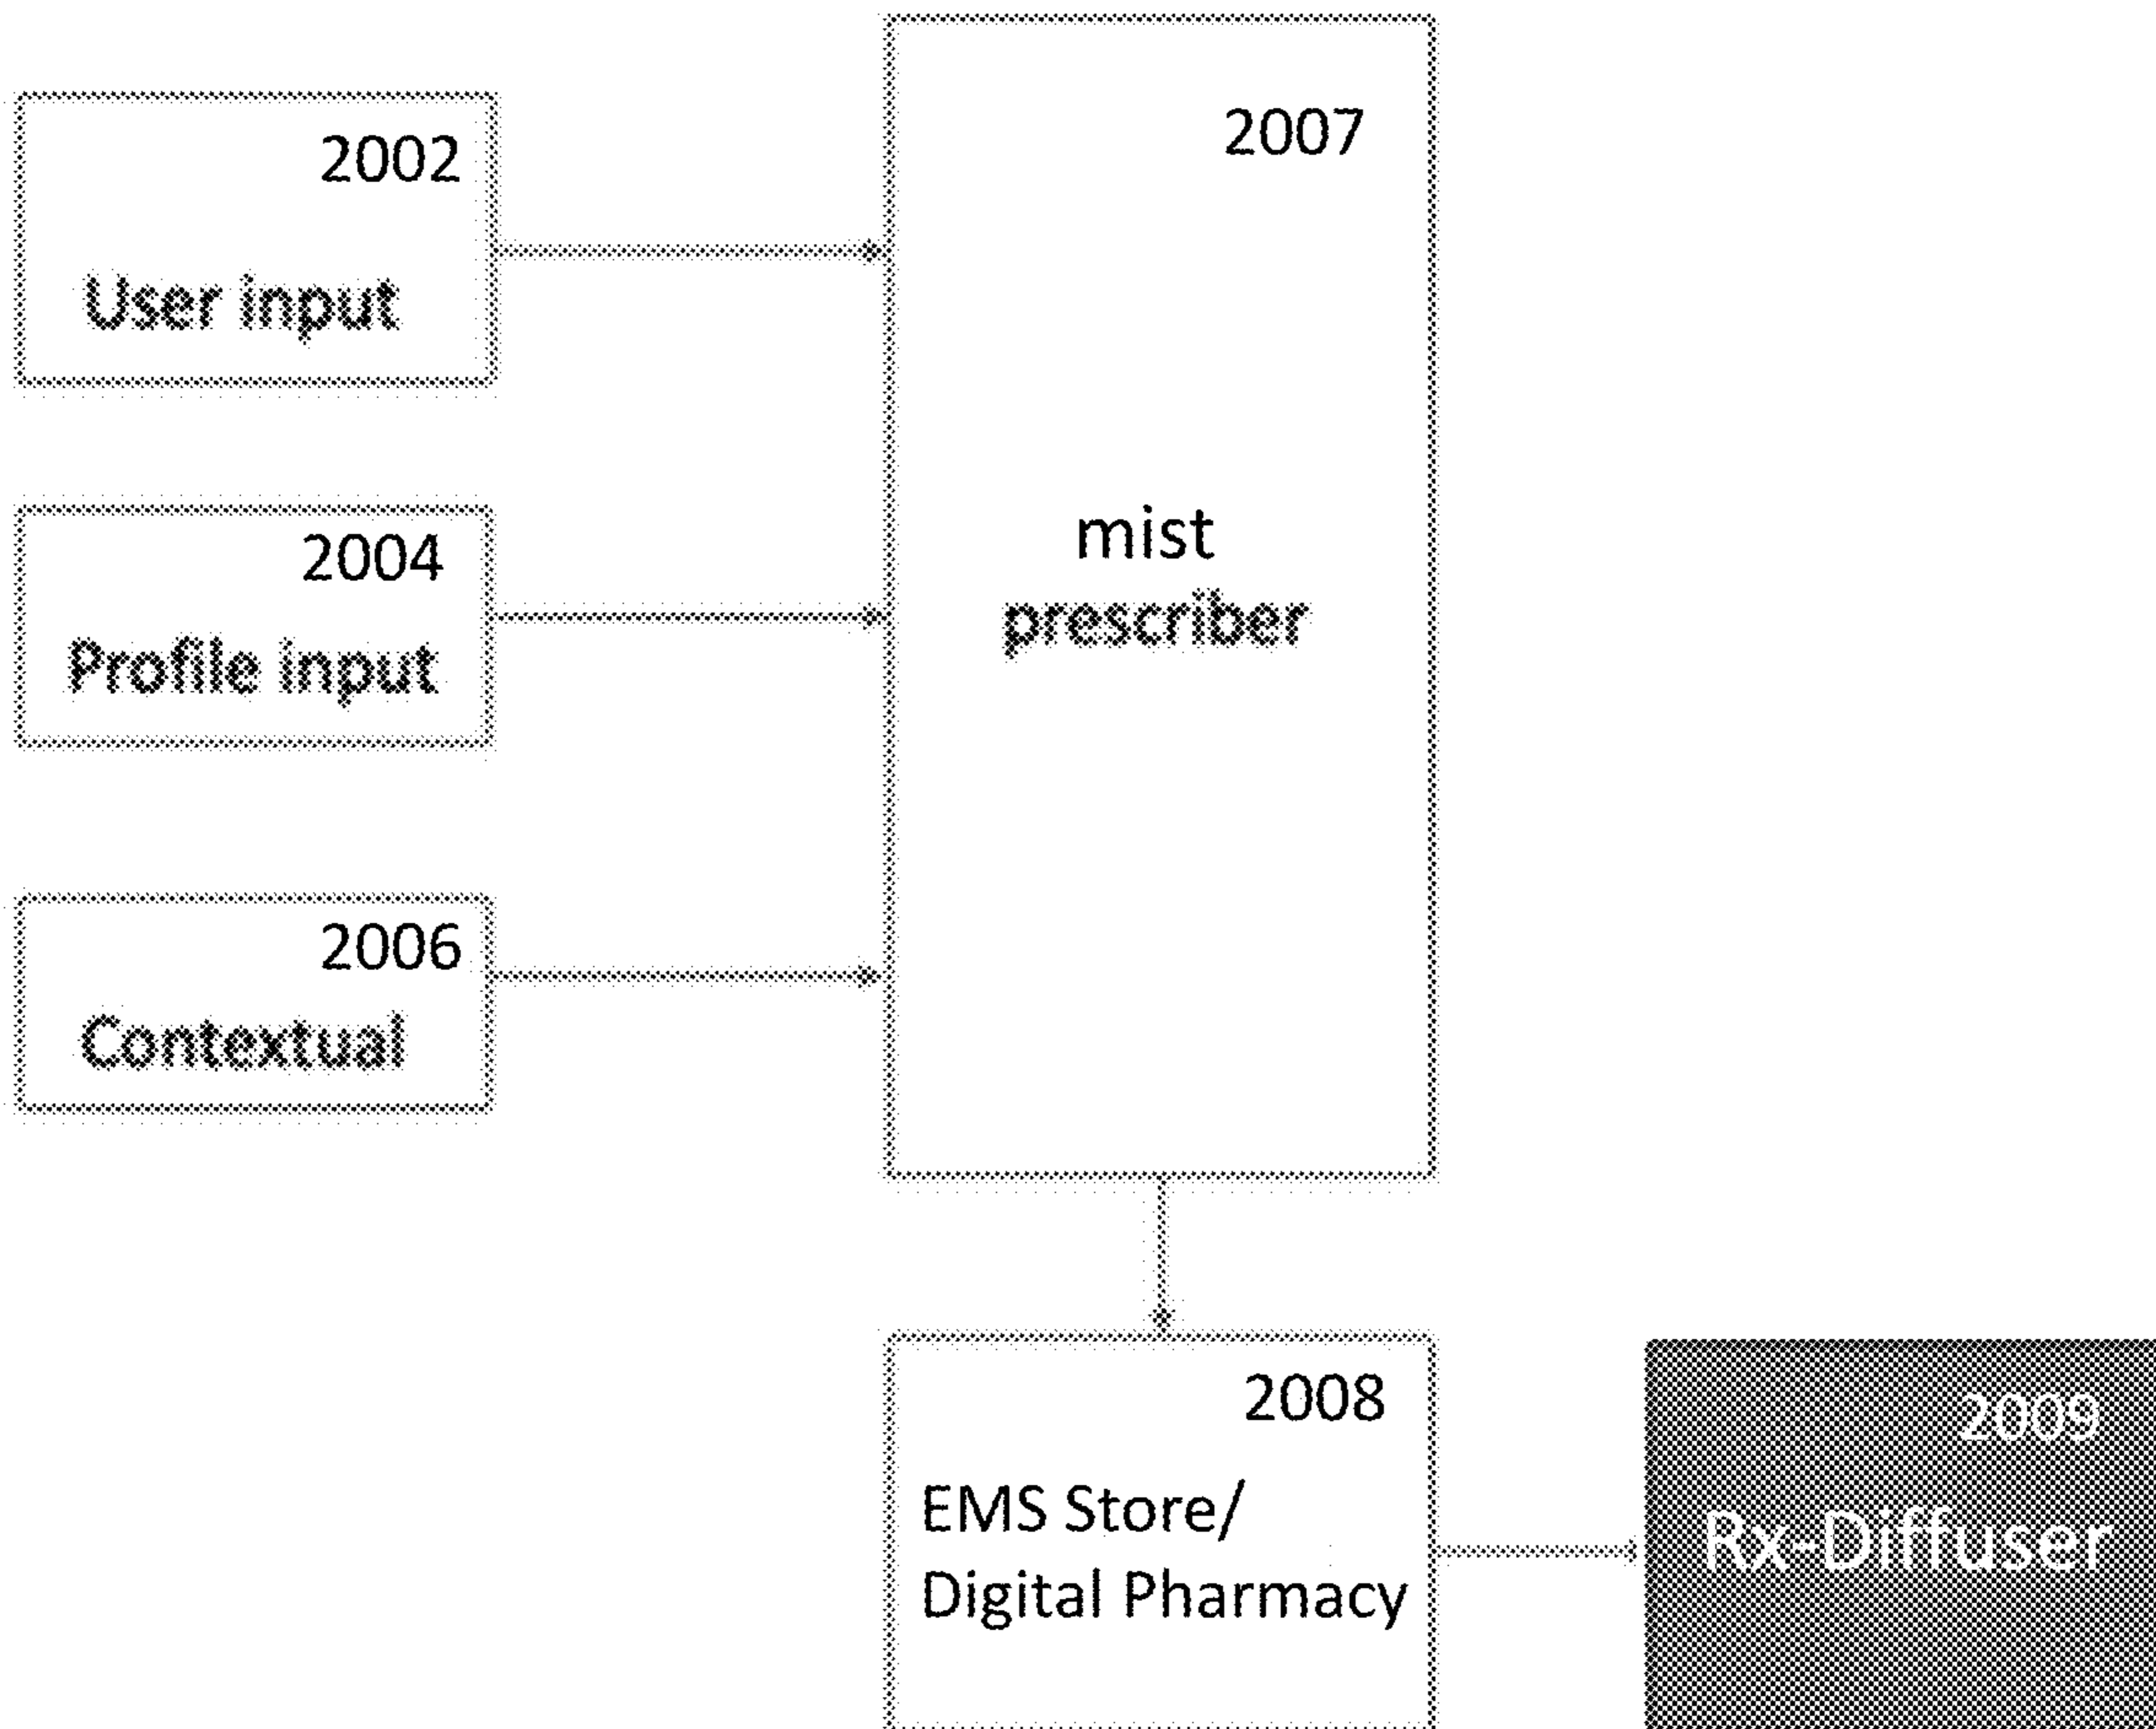 2002
User input
2004
Profile input
2006
Contextual
2007
mist
prescriber
2008
EMS Store/
Digital Pharmacy
2009
Rx-Diffuser